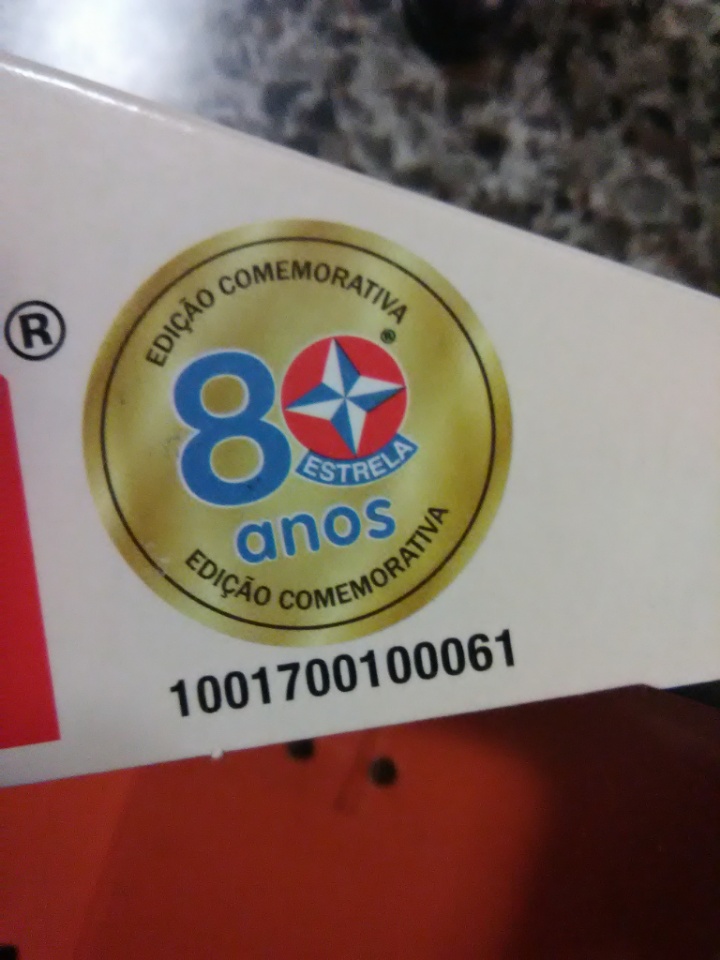 ®
EDIÇÃO COMEMORATIVA
80
®
ESTRELA
anos
EDIÇÃO COMEMORATIVA
1001700100061